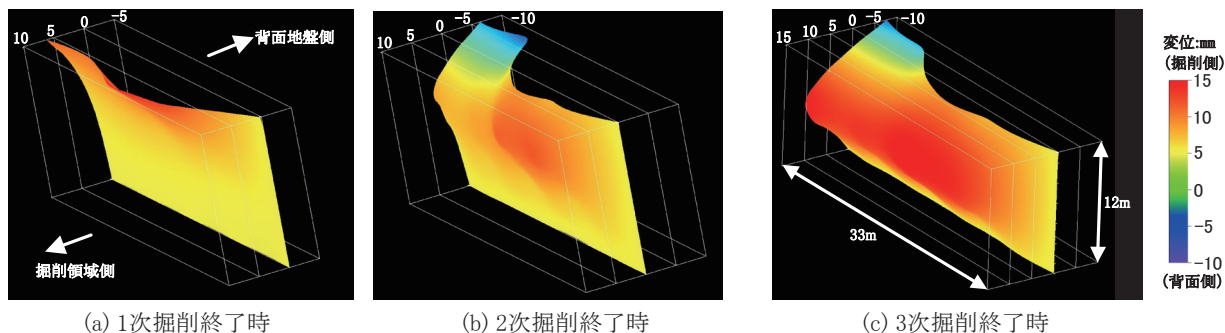 10 5 0 -5
背面地盤側
掘削領域側
(a) 1次掘削終了時
10 5 0 -5 -10
(b) 2次掘削終了時
15 10 5 0 -5 -10
33m
12m
(c) 3次掘削終了時
変位:mm
(掘削側)
15
10
5
0
-5
-10
(背面側)